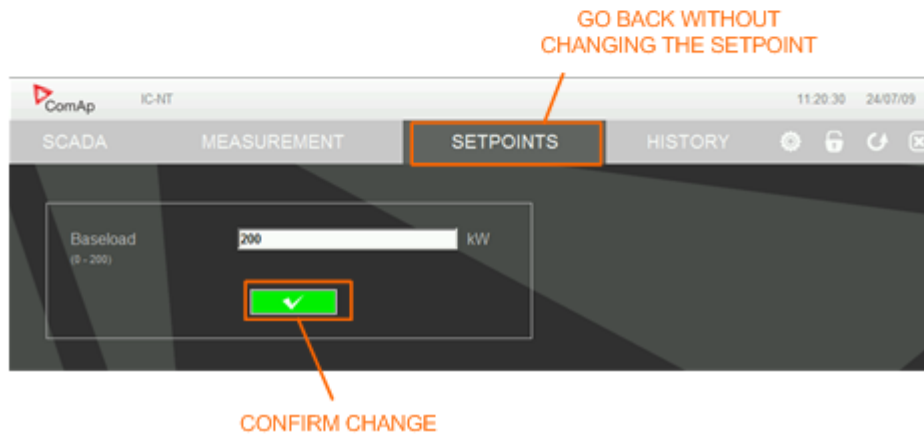 GO BACK WITHOUT
CHANGING THE SETPOINT
ComAp IC-NT 11:20:30 24/07/09
SCADA MEASUREMENT SETPOINTS HISTORY
Baseload 200 kW
(0 - 200)
CONFIRM CHANGE